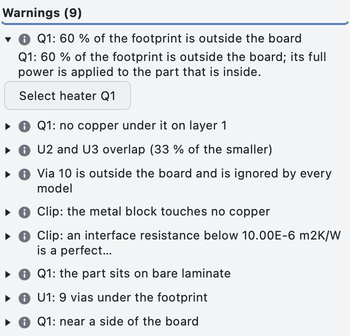 Warnings (9)
Q1: 60 % of the footprint is outside the board
Q1: 60 % of the footprint is outside the board; its full
power is applied to the part that is inside.
Select heater Q1
Q1: no copper under it on layer 1
U2 and U3 overlap (33 % of the smaller)
Via 10 is outside the board and is ignored by every
model
Clip: the metal block touches no copper
Clip: an interface resistance below 10.00E-6 m2K/W
is a perfect...
Q1: the part sits on bare laminate
U1: 9 vias under the footprint
Q1: near a side of the board